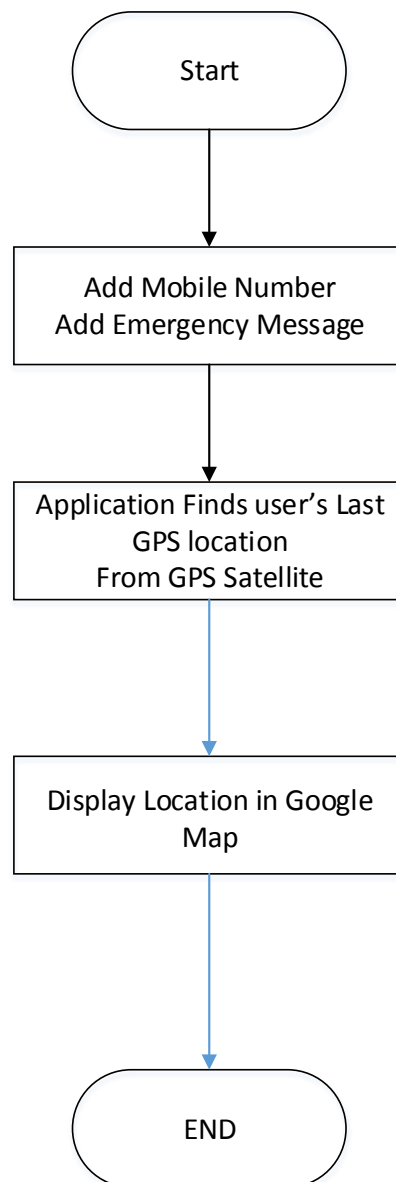 Start
Add Mobile Number
Add Emergency Message
Application Finds user’s Last
GPS location
From GPS Satellite
Display Location in Google
Map
END